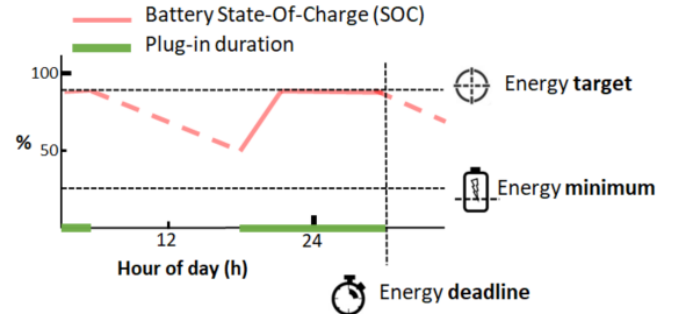 Battery State-Of-Charge (SOC)
Plug-in duration
100
Energy target
%
50
Energy minimum
12
24
Hour of day (h)
Energy deadline